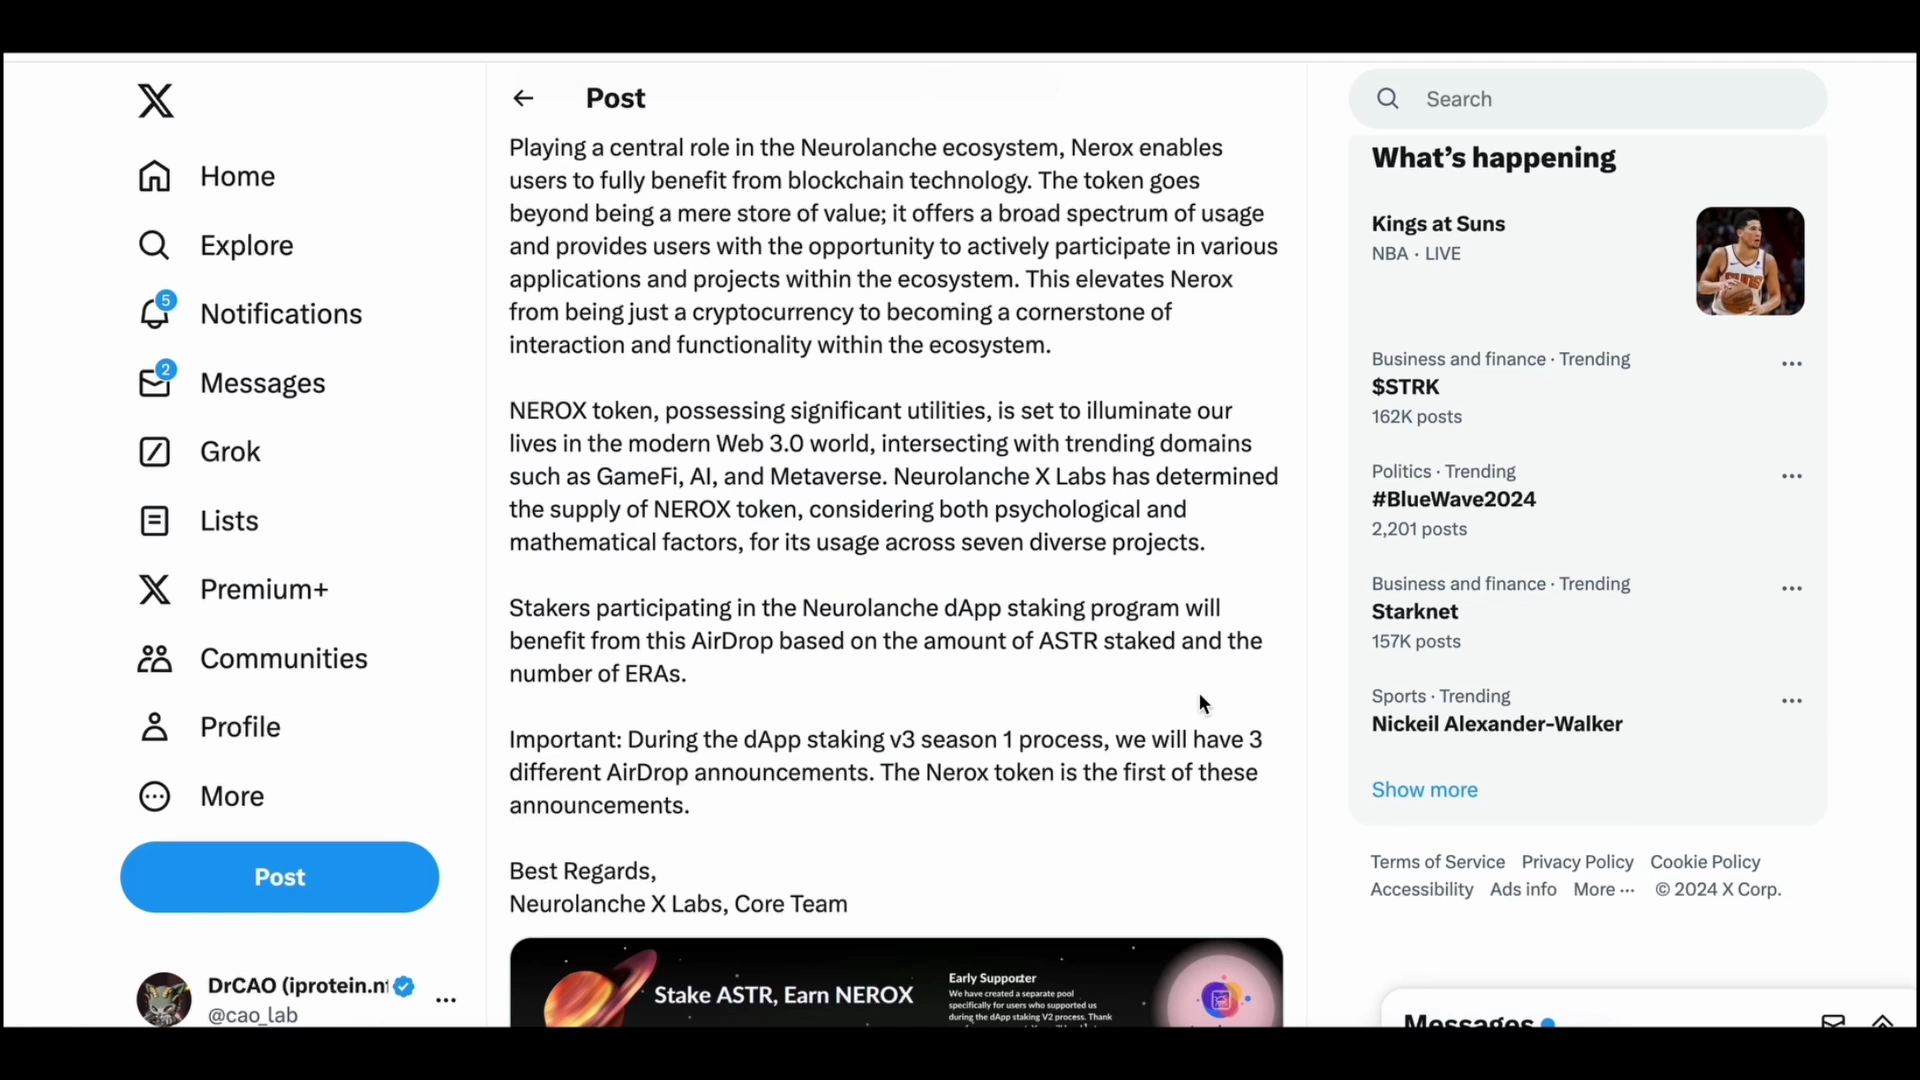 Home
Explore
5
Notifications
2
Messages
Grok
Lists
Premium+
Communities
Profile
More
Post
DrCAO (iprotein.n
@cao_lab
Post
Playing a central role in the Neurolanche ecosystem, Nerox enables
users to fully benefit from blockchain technology. The token goes
beyond being a mere store of value; it offers a broad spectrum of usage
and provides users with the opportunity to actively participate in various
applications and projects within the ecosystem. This elevates Nerox
from being just a cryptocurrency to becoming a cornerstone of
interaction and functionality within the ecosystem.
NEROX token, possessing significant utilities, is set to illuminate our
lives in the modern Web 3.0 world, intersecting with trending domains
such as GameFi, AI, and Metaverse. Neurolanche X Labs has determined
the supply of NEROX token, considering both psychological and
mathematical factors, for its usage across seven diverse projects.
Stakers participating in the Neurolanche dApp staking program will
benefit from this AirDrop based on the amount of ASTR staked and the
number of ERAs.
Important: During the dApp staking v3 season 1 process, we will have 3
different AirDrop announcements. The Nerox token is the first of these
announcements.
Best Regards,
Neurolanche X Labs, Core Team
Stake ASTR, Earn NEROX
Early Supporter
We have created a separate pool
specifically for users who supported us
during the dApp staking V2 process. Thank
Search
What's happening
Kings at Suns
NBA · LIVE
Business and finance · Trending
$STRK
162K posts
Politics · Trending
#BlueWave2024
2,201 posts
Business and finance · Trending
Starknet
157K posts
Sports · Trending
Nickeil Alexander-Walker
Show more
Terms of Service Privacy Policy Cookie Policy
Accessibility Ads info More ··· © 2024 X Corp.
Messages